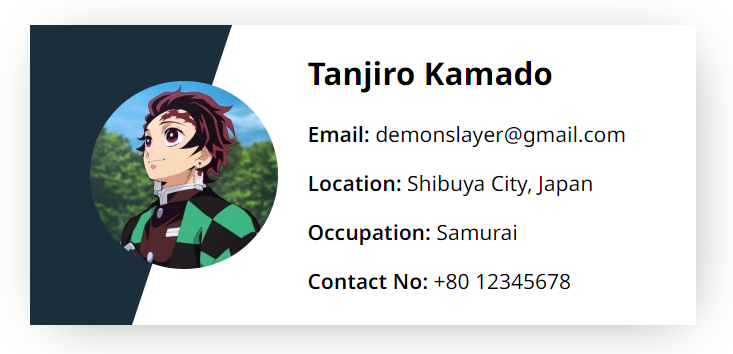 Tanjiro Kamado
Email: demonslayer@gmail.com
Location: Shibuya City, Japan
Occupation: Samurai
Contact No: +80 12345678